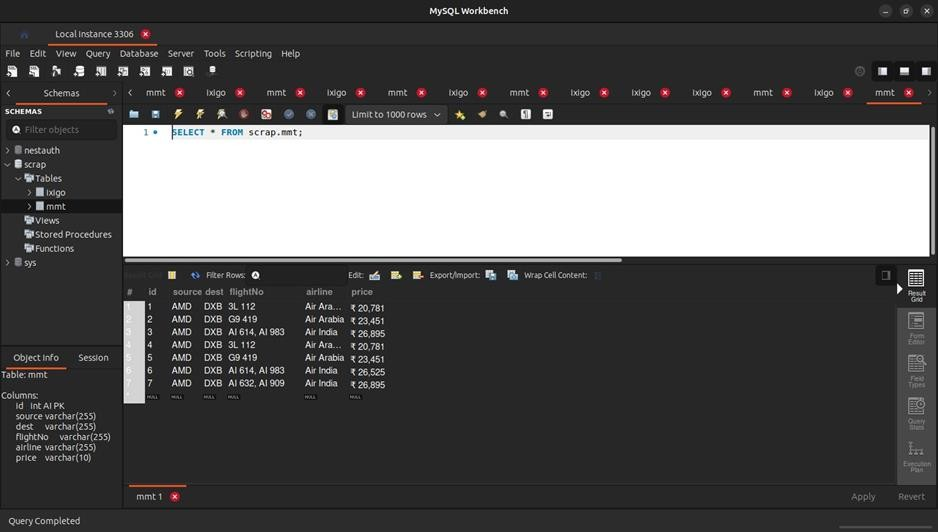 MySQL Workbench
Local Instance 3306
File Edit View Query Database Server Tools Scripting Help
Schemas
mmt ixigo mmt ixigo mmt ixigo mmt ixigo ixigo ixigo mmt ixigo mmt
SCHEMAS
Filter objects
Limit to 1000 rows
1 SELECT * FROM scrap.mmt;
nestauth
scrap
Tables
ixigo
mmt
Views
Stored Procedures
Functions
sys
Result Grid Filter Rows: Edit: Export/Import: Wrap Cell Content:
# id source dest flightNo airline price
1 1 AMD DXB 3L 112 Air Ara... ₹ 20,781
2 2 AMD DXB G9 419 Air Arabia ₹ 23,451
3 3 AMD DXB AI 614, AI 983 Air India ₹ 26,895
4 4 AMD DXB 3L 112 Air Ara... ₹ 20,781
5 5 AMD DXB G9 419 Air Arabia ₹ 23,451
6 6 AMD DXB AI 614, AI 983 Air India ₹ 26,525
7 7 AMD DXB AI 632, AI 909 Air India ₹ 26,895
* NULL NULL NULL NULL NULL NULL
Result
Grid
Form
Editor
Field
Types
Query
Stats
Execution
Plan
Object Info Session
Table: mmt
Columns:
id int AI PK
source varchar(255)
dest varchar(255)
flightNo varchar(255)
airline varchar(255)
price varchar(10)
mmt 1
Apply Revert
Query Completed